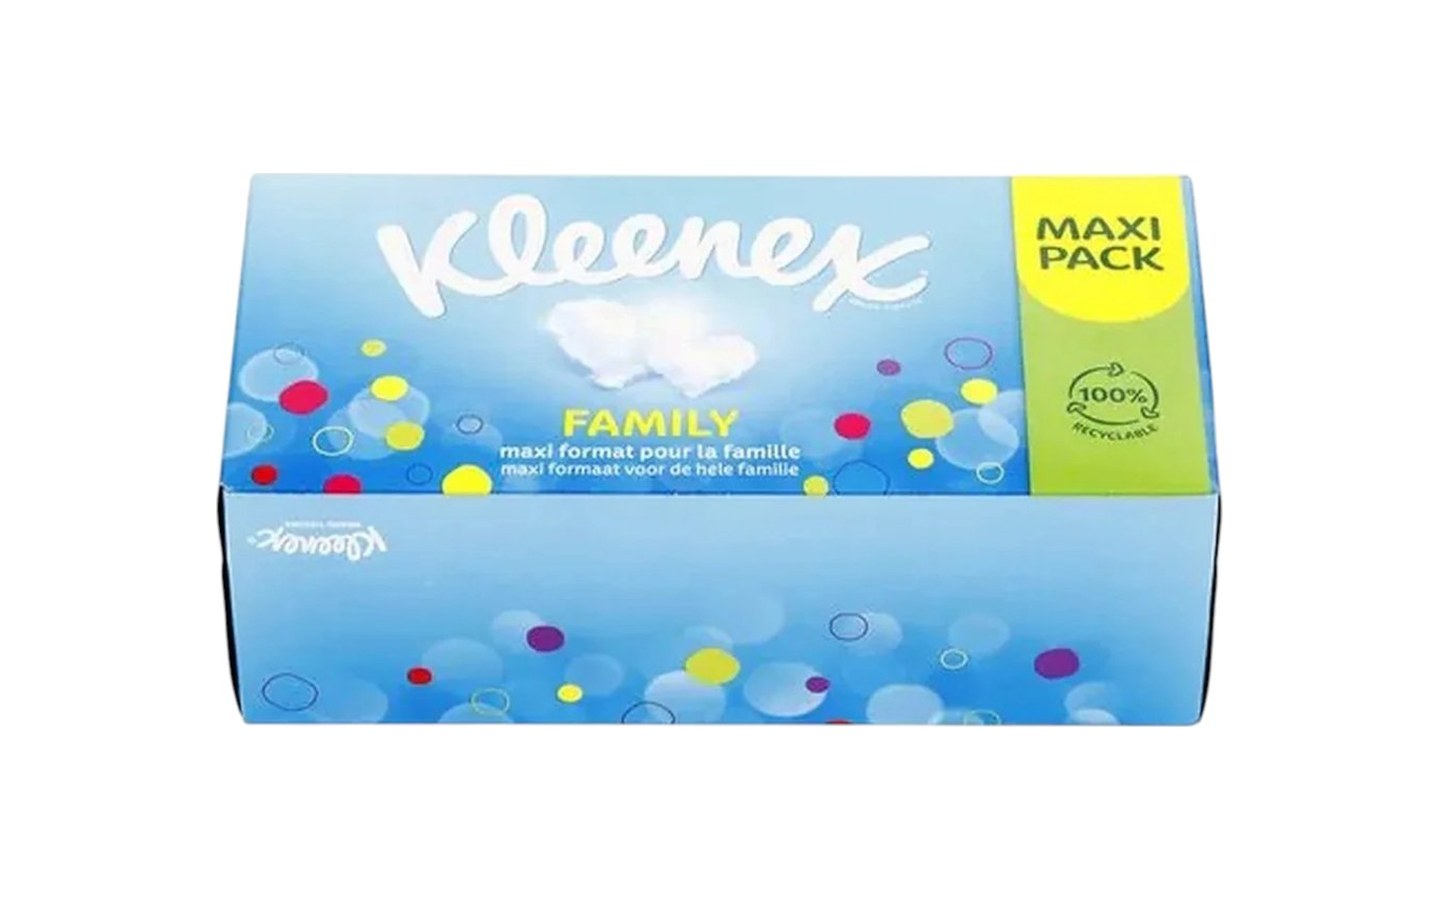 Kleenex
MAXI
PACK
100%
RECYCLABLE
FAMILY
maxi format pour la famille
maxi formaat voor de hele familie
Kleenex